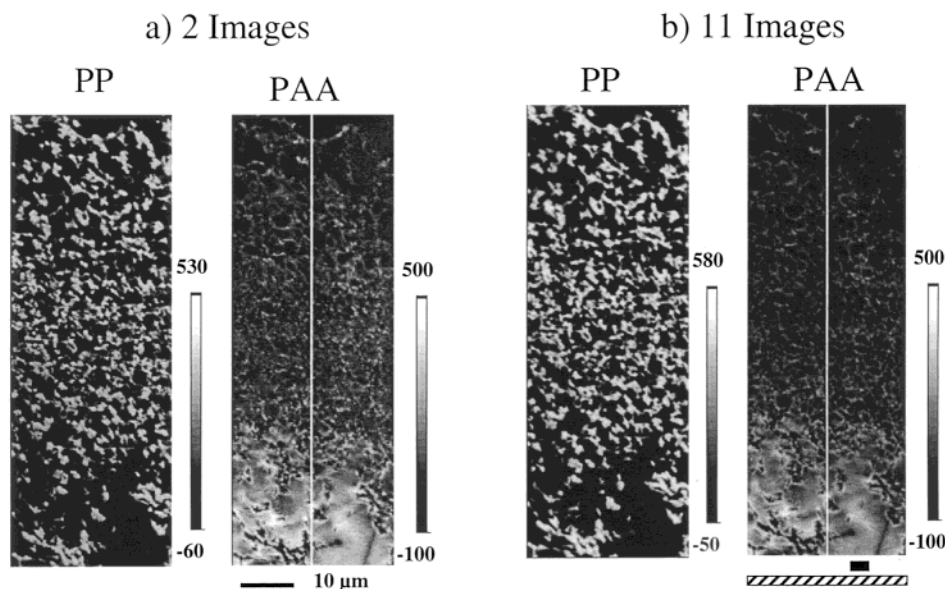 a) 2 Images
b) 11 Images
PP
PAA
PP
PAA
530
-60
500
-100
10 μm
580
-50
500
-100